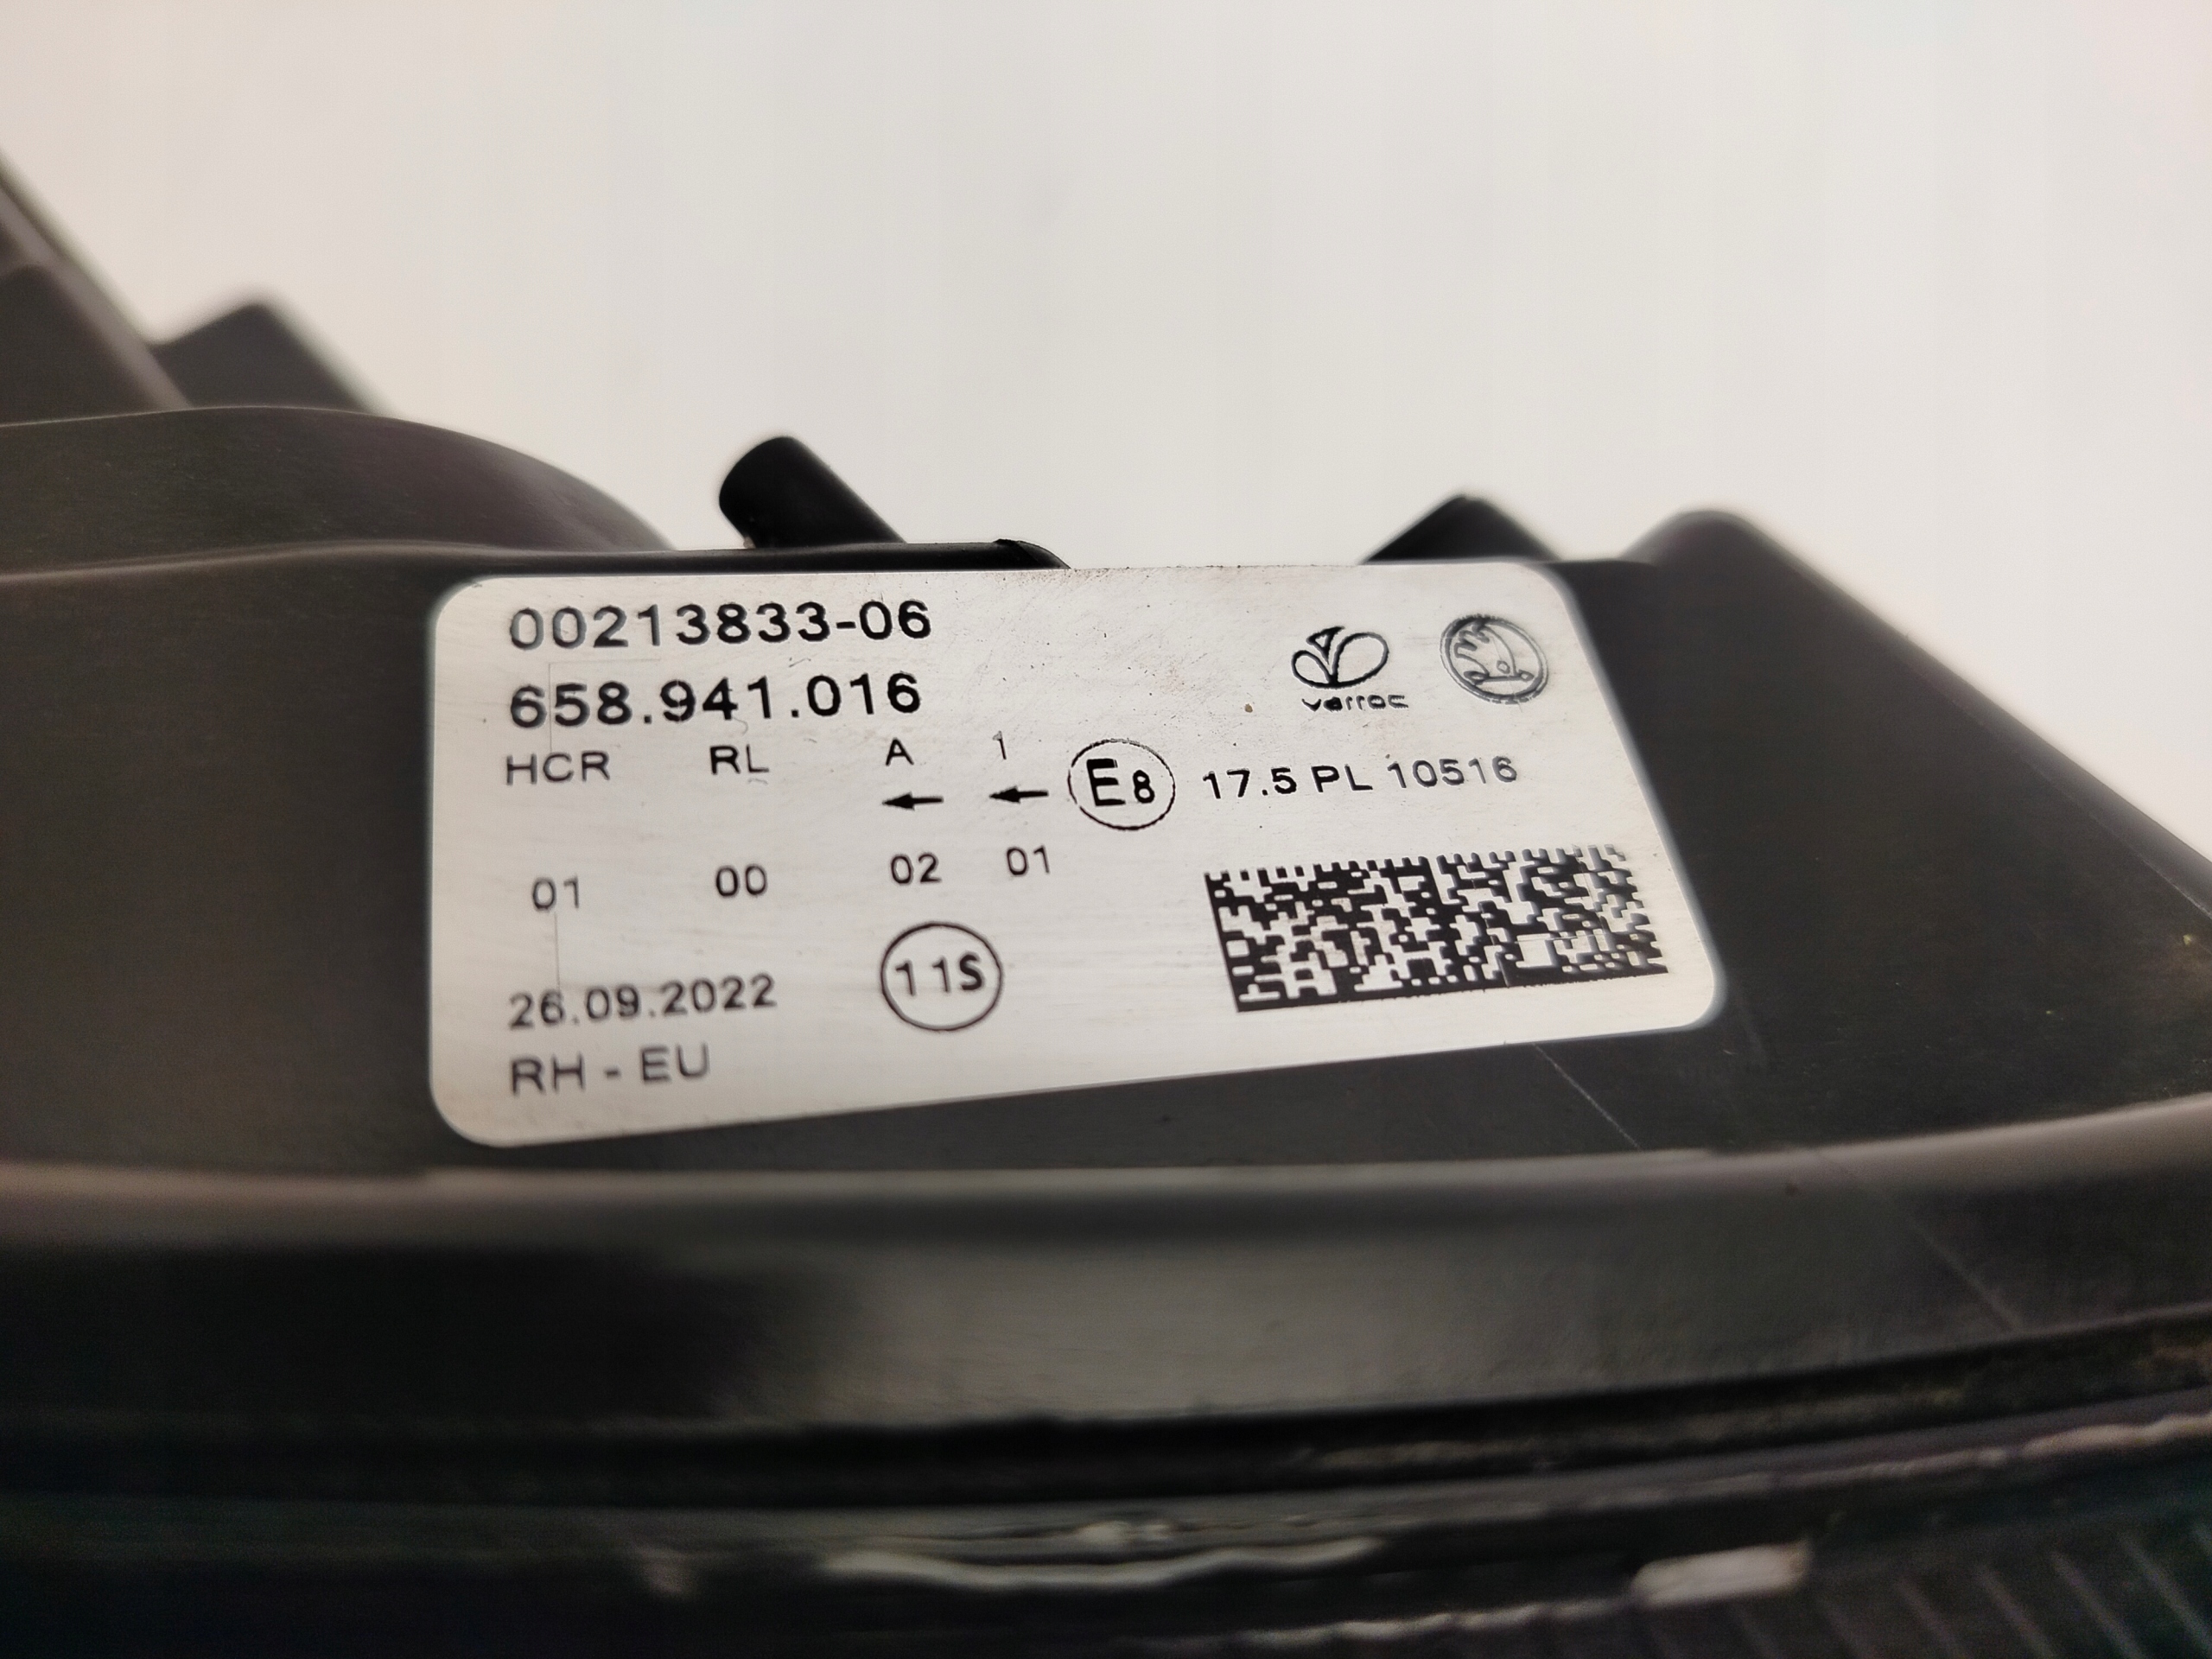 00213833-06
658.941.016
varroc
HCR RL A 1
← ← E8 17.5 PL 10516
01 00 02 01
26.09.2022 11S
RH - EU